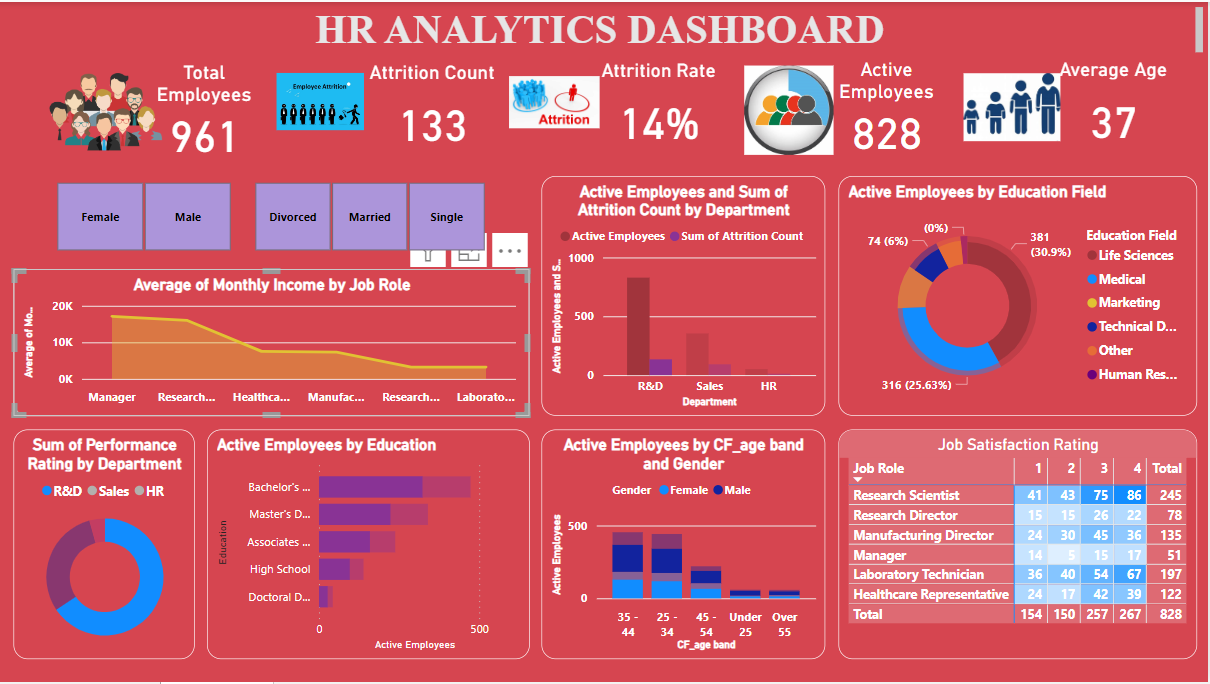 HR ANALYTICS DASHBOARD
Total
Employees
961
Employee Attrition
Attrition Count
133
Attrition
Attrition Rate
14%
Active
Employees
828
Average Age
37
Female
Male
Divorced
Married
Single
Average of Monthly Income by Job Role
Average of Mo...
20K
10K
0K
Manager
Research...
Healthca...
Manufac...
Research...
Laborato...
Active Employees and Sum of
Attrition Count by Department
Active Employees
Sum of Attrition Count
Active Employees and S...
1000
500
0
R&D
Sales
HR
Department
Active Employees by Education Field
(0%)
74 (6%)
381
(30.9%)
316 (25.63%)
Education Field
Life Sciences
Medical
Marketing
Technical D...
Other
Human Res...
Sum of Performance
Rating by Department
R&D
Sales
HR
Active Employees by Education
Education
Bachelor's ...
Master's D...
Associates ...
High School
Doctoral D...
0
500
Active Employees
Active Employees by CF_age band
and Gender
Gender
Female
Male
Active Employees
500
0
35 -
44
25 -
34
45 -
54
Under
25
Over
55
CF_age band
Job Satisfaction Rating
Job Role 1 2 3 4 Total
Research Scientist 41 43 75 86 245
Research Director 15 15 26 22 78
Manufacturing Director 24 30 45 36 135
Manager 14 5 15 17 51
Laboratory Technician 36 40 54 67 197
Healthcare Representative 24 17 42 39 122
Total 154 150 257 267 828